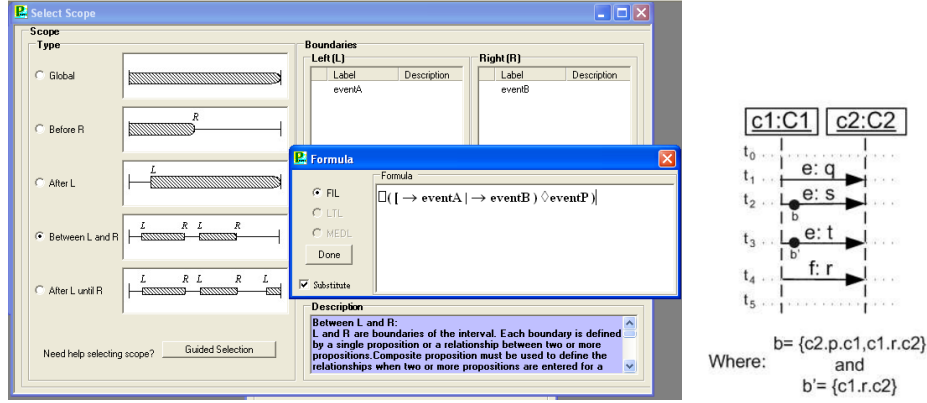 Select Scope
Scope
Type
Global
Before R
R
After L
L
Between L and R
L R L R
After L until R
L R L R L
Need help selecting scope?
Guided Selection
Boundaries
Left (L)
Label Description
eventA
Right (R)
Label Description
eventB
Formula
Formula
FIL
LTL
MEDL
Done
Substitute
□( [ → eventA | → eventB ) ◇eventP )
Description
Between L and R:
L and R are boundaries of the interval. Each boundary is defined
by a single proposition or a relationship between two or more
propositions.Composite proposition must be used to define the
relationships when two or more propositions are entered for a
c1:C1 c2:C2
t0
t1 e: q
t2 e: s
b
t3 e: t
b'
t4 f: r
t5
Where: b= {c2.p.c1,c1.r.c2}
and
b'= {c1.r.c2}